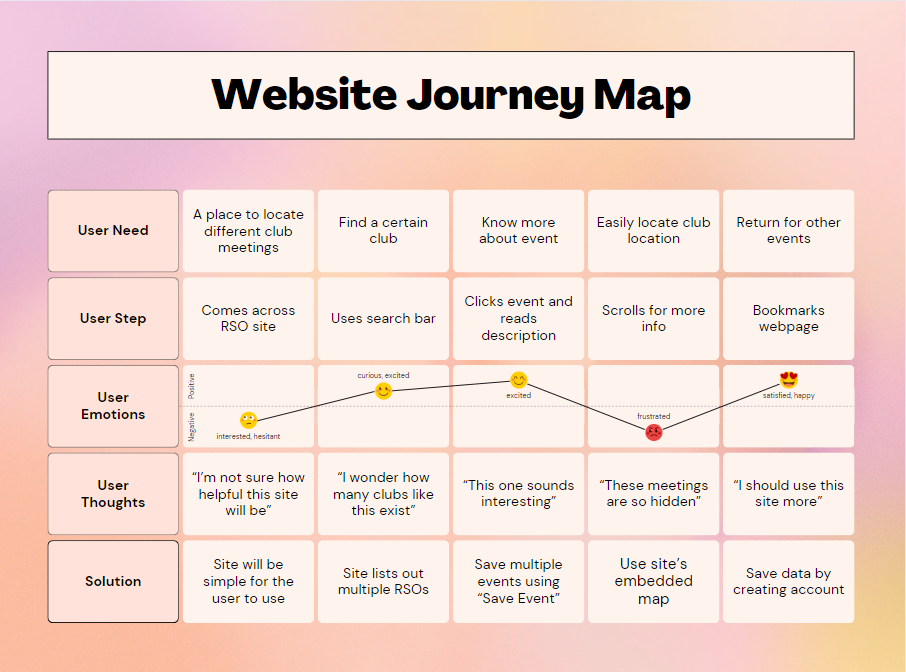 Website Journey Map
User Need
A place to locate
different club
meetings
Find a certain
club
Know more
about event
Easily locate club
location
Return for other
events
User Step
Comes across
RSO site
Uses search bar
Clicks event and
reads
description
Scrolls for more
info
Bookmarks
webpage
User
Emotions
Positive
Negative
interested, hesitant
curious, excited
excited
frustrated
satisfied, happy
User
Thoughts
“I’m not sure how
helpful this site
will be”
“I wonder how
many clubs like
this exist”
“This one sounds
interesting”
“These meetings
are so hidden”
“I should use this
site more”
Solution
Site will be
simple for the
user to use
Site lists out
multiple RSOs
Save multiple
events using
“Save Event”
Use site’s
embedded
map
Save data by
creating account